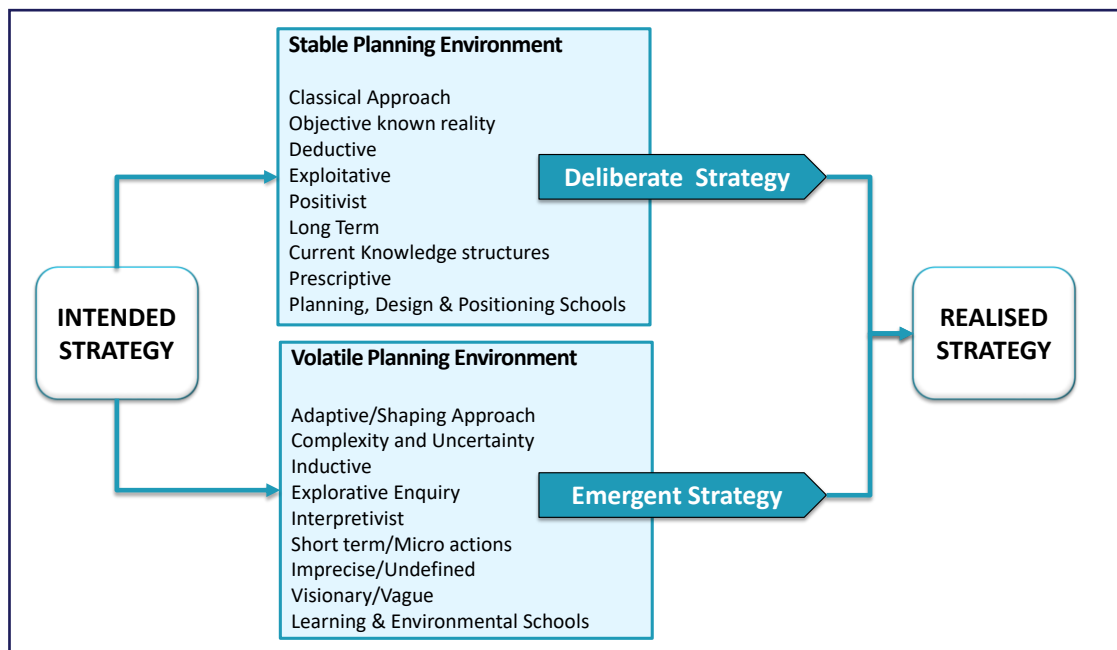 Stable Planning Environment
Classical Approach
Objective known reality
Deductive
Exploitative
Positivist
Long Term
Current Knowledge structures
Prescriptive
Planning, Design & Positioning Schools
Deliberate Strategy
INTENDED
STRATEGY
REALISED
STRATEGY
Volatile Planning Environment
Adaptive/Shaping Approach
Complexity and Uncertainty
Inductive
Explorative Enquiry
Interpretivist
Short term/Micro actions
Imprecise/Undefined
Visionary/Vague
Learning & Environmental Schools
Emergent Strategy